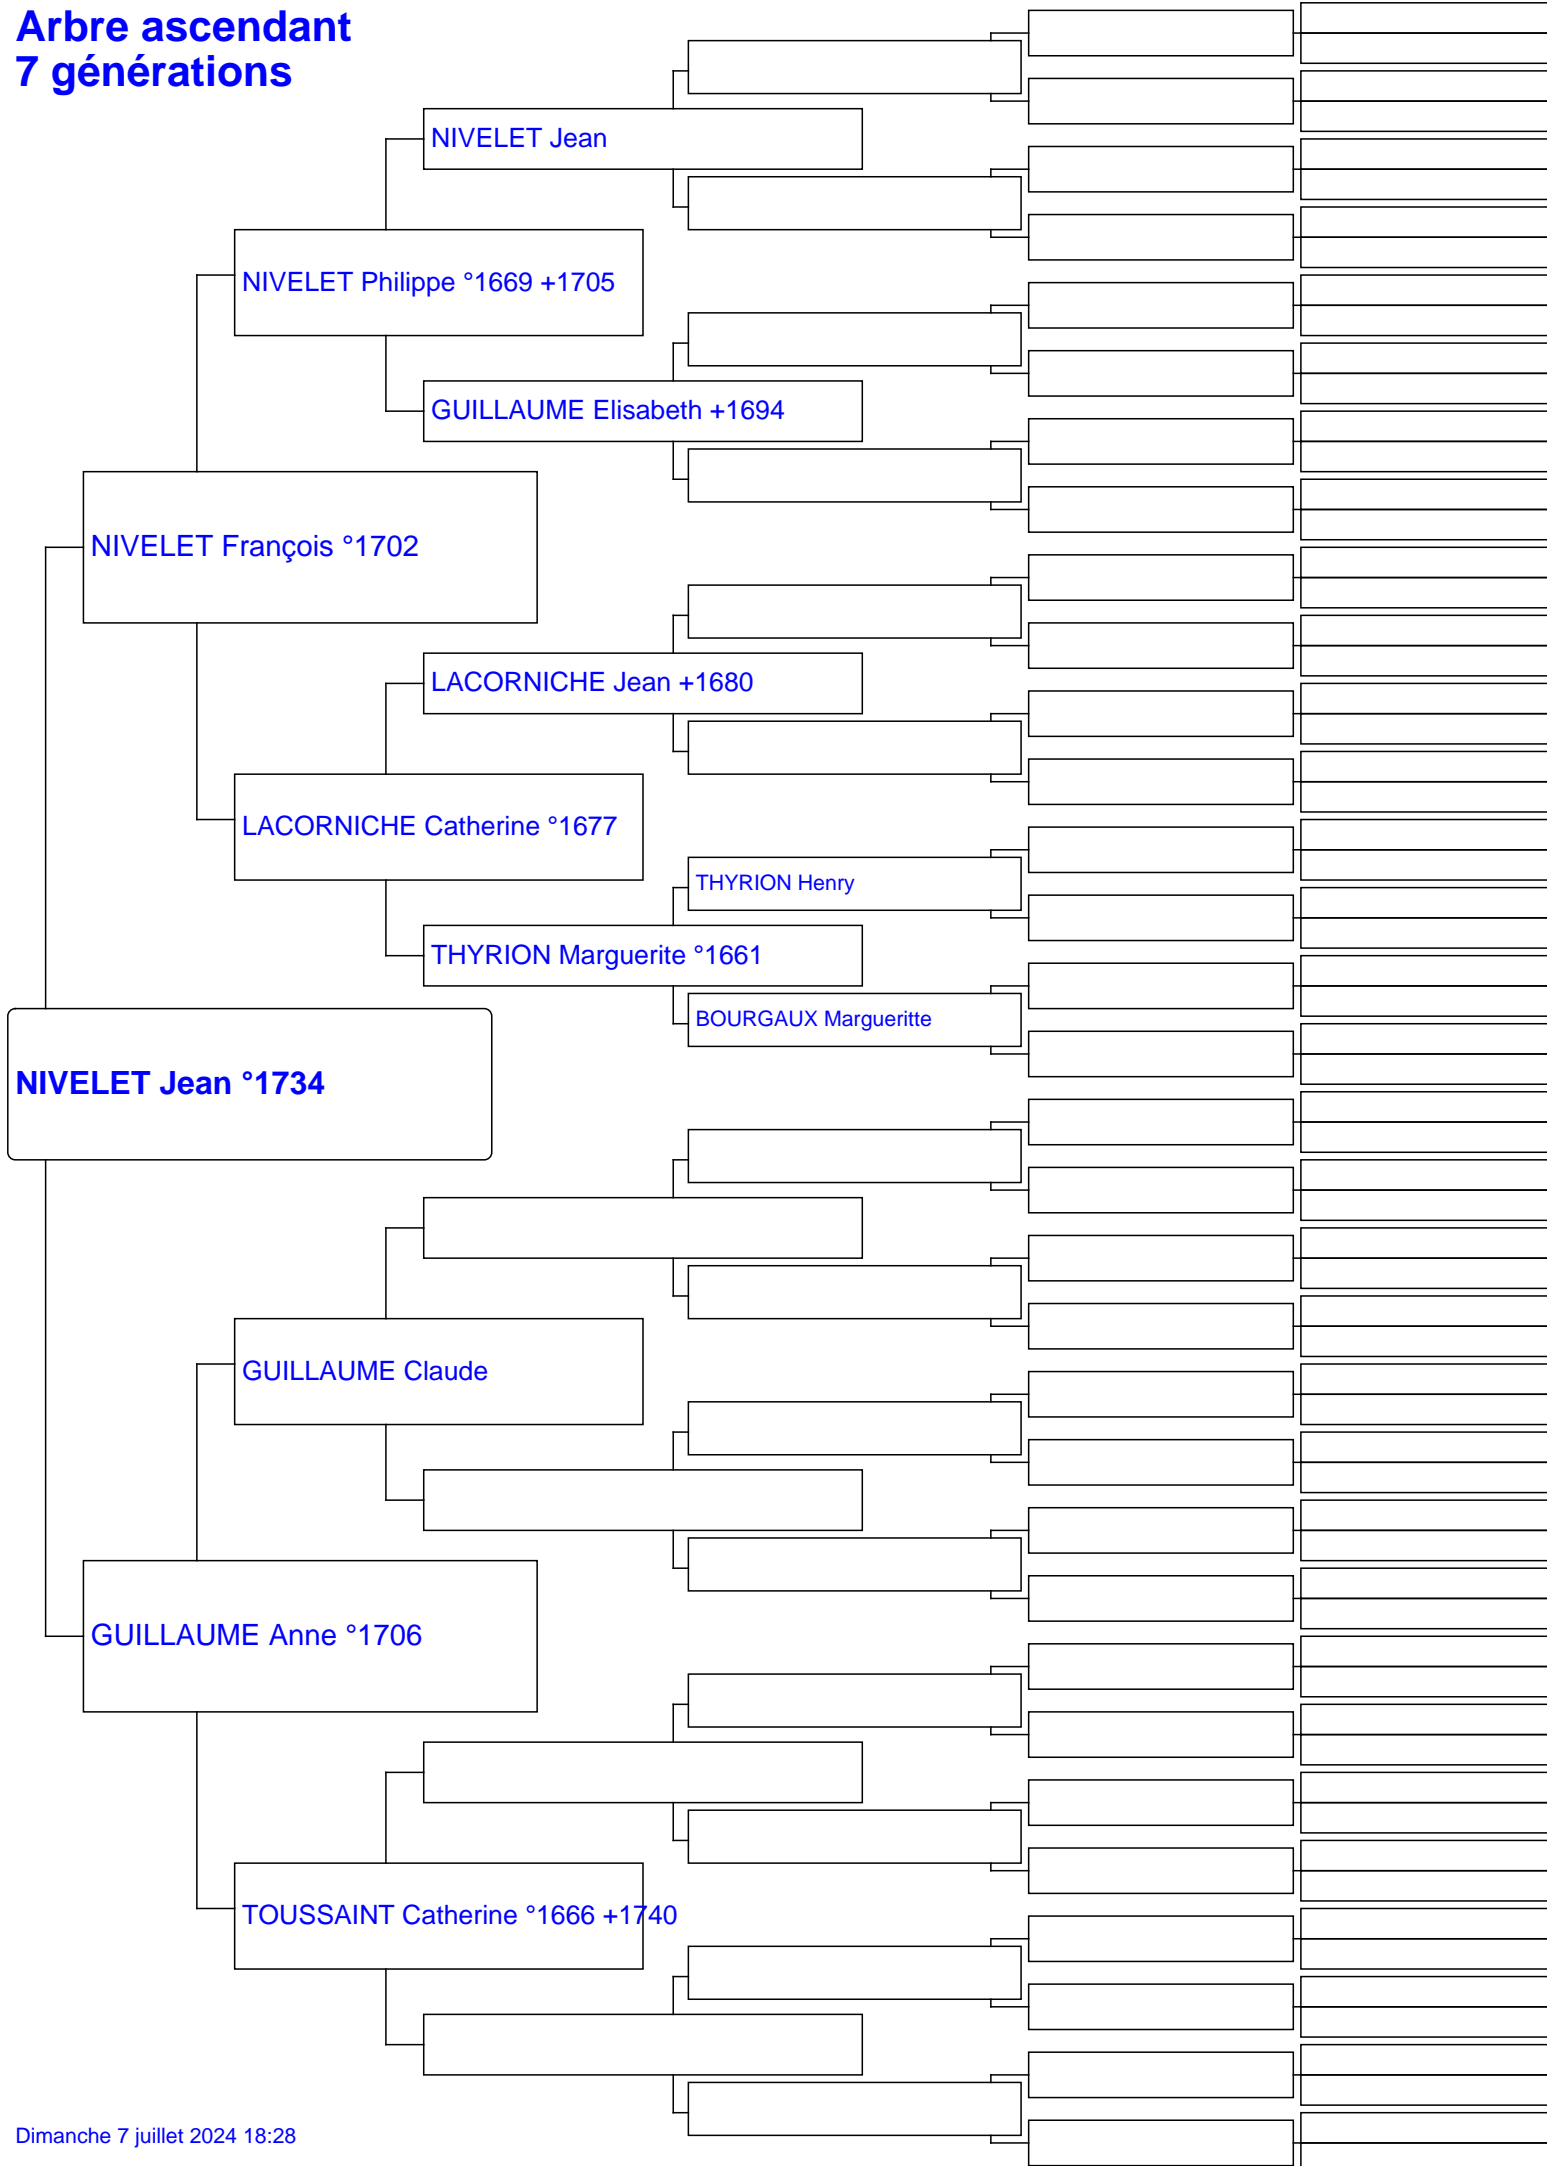 Arbre ascendant
7 générations
NIVELET Jean
NIVELET Philippe °1669 +1705
GUILLAUME Elisabeth +1694
NIVELET François °1702
LACORNICHE Jean +1680
LACORNICHE Catherine °1677
THYRION Henry
THYRION Marguerite °1661
BOURGAUX Margueritte
NIVELET Jean °1734
GUILLAUME Claude
GUILLAUME Anne °1706
TOUSSAINT Catherine °1666 +1740
Dimanche 7 juillet 2024 18:28